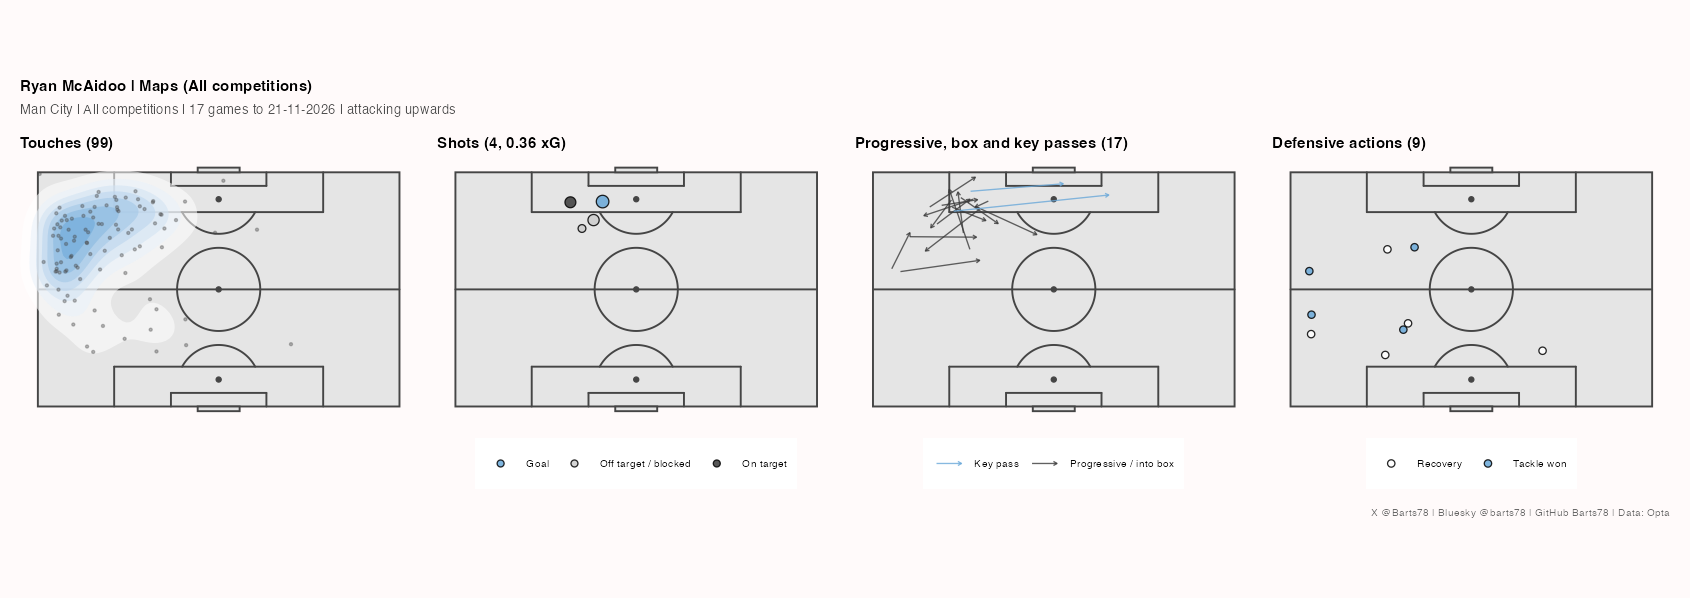 Ryan McAidoo | Maps (All competitions)
Man City | All competitions | 17 games to 21-11-2026 | attacking upwards
Touches (99)
Shots (4, 0.36 xG)
Progressive, box and key passes (17)
Defensive actions (9)
Goal
Off target / blocked
On target
Key pass
Progressive / into box
Recovery
Tackle won
X @Barts78 | Bluesky @barts78 | GitHub Barts78 | Data: Opta